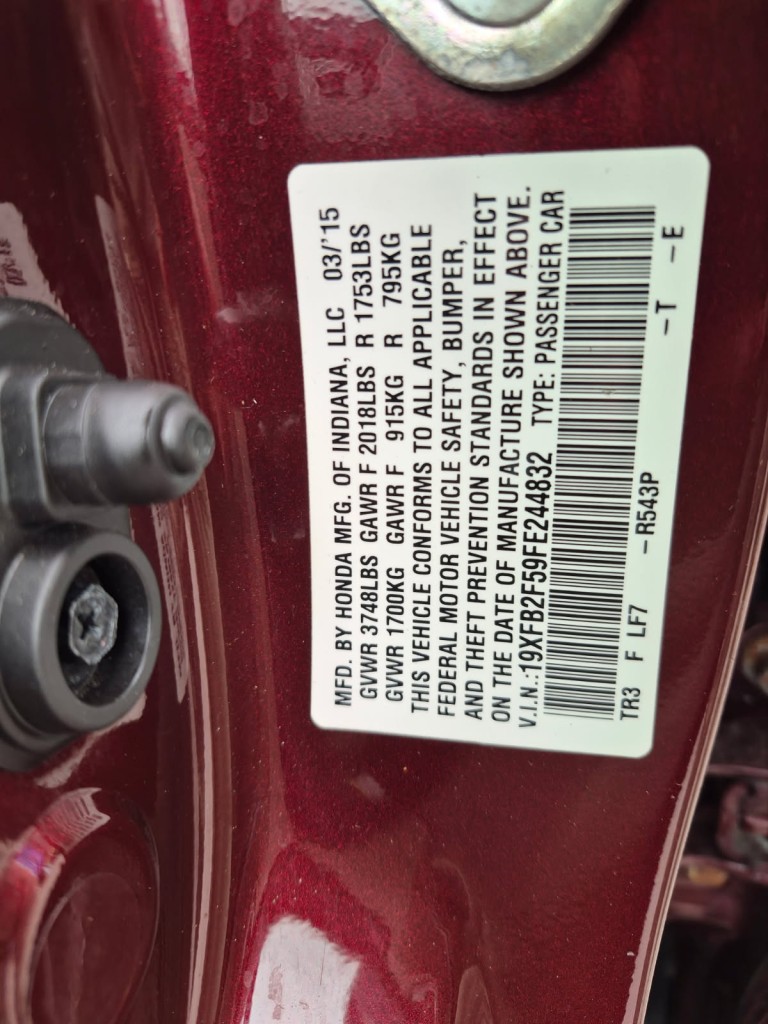 MFD. BY HONDA MFG. OF INDIANA, LLC 03/'15
GVWR 3748LBS GAWR F 2018LBS R 1753LBS
GVWR 1700KG GAWR F 915KG R 795KG
THIS VEHICLE CONFORMS TO ALL APPLICABLE
FEDERAL MOTOR VEHICLE SAFETY, BUMPER,
AND THEFT PREVENTION STANDARDS IN EFFECT
ON THE DATE OF MANUFACTURE SHOWN ABOVE.
V.I.N.:19XFB2F59FE244832 TYPE: PASSENGER CAR
TR3 F LF7 -R543P -T -E